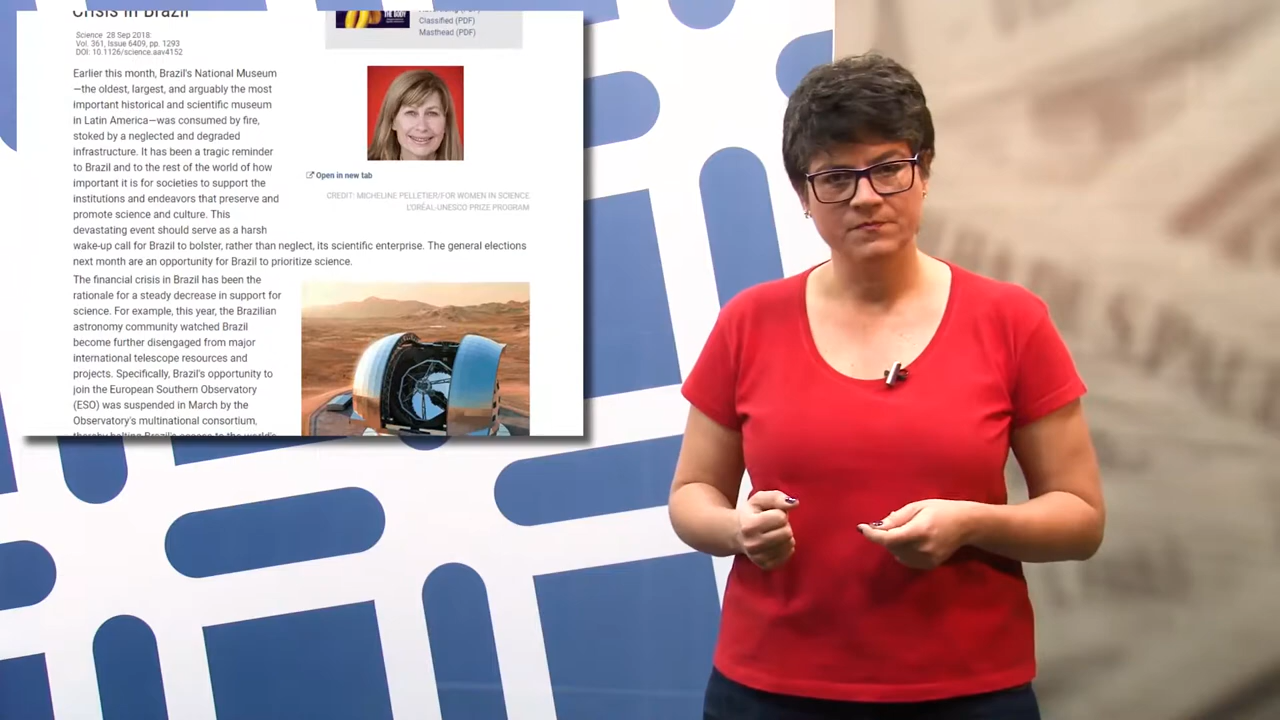 Crisis in Brazil
Classified (PDF)
Masthead (PDF)
Science 28 Sep 2018:
Vol. 361, Issue 6409, pp. 1293
DOI: 10.1126/science.aav4152
Earlier this month, Brazil's National Museum
—the oldest, largest, and arguably the most
important historical and scientific museum
in Latin America—was consumed by fire,
stoked by a neglected and degraded
infrastructure. It has been a tragic reminder
to Brazil and to the rest of the world of how
important it is for societies to support the
institutions and endeavors that preserve and
promote science and culture. This
devastating event should serve as a harsh
wake-up call for Brazil to bolster, rather than neglect, its scientific enterprise. The general elections
next month are an opportunity for Brazil to prioritize science.
Open in new tab
CREDIT: MICHELINE PELLETIER/FOR WOMEN IN SCIENCE
L'ORÉAL-UNESCO PRIZE PROGRAM
The financial crisis in Brazil has been the
rationale for a steady decrease in support for
science. For example, this year, the Brazilian
astronomy community watched Brazil
become further disengaged from major
international telescope resources and
projects. Specifically, Brazil's opportunity to
join the European Southern Observatory
(ESO) was suspended in March by the
Observatory's multinational consortium,
thereby halting Brazil's access to the world's